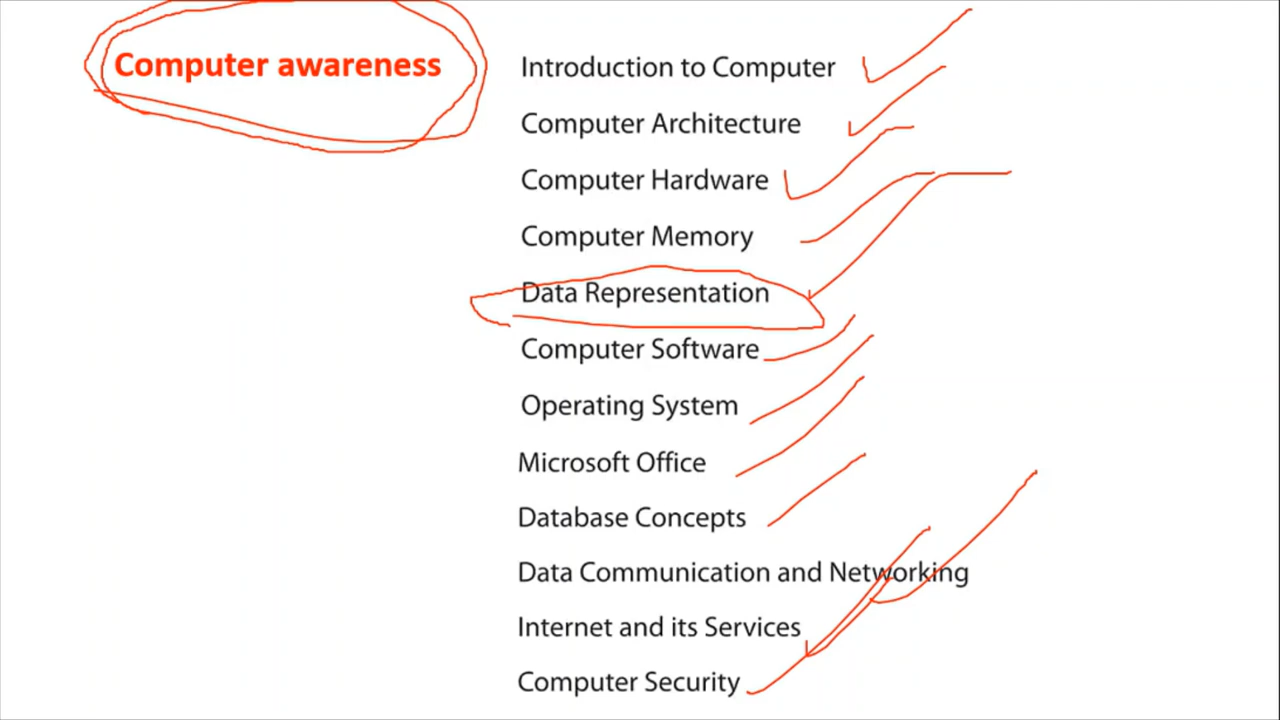 Computer awareness
Introduction to Computer
Computer Architecture
Computer Hardware
Computer Memory
Data Representation
Computer Software
Operating System
Microsoft Office
Database Concepts
Data Communication and Networking
Internet and its Services
Computer Security